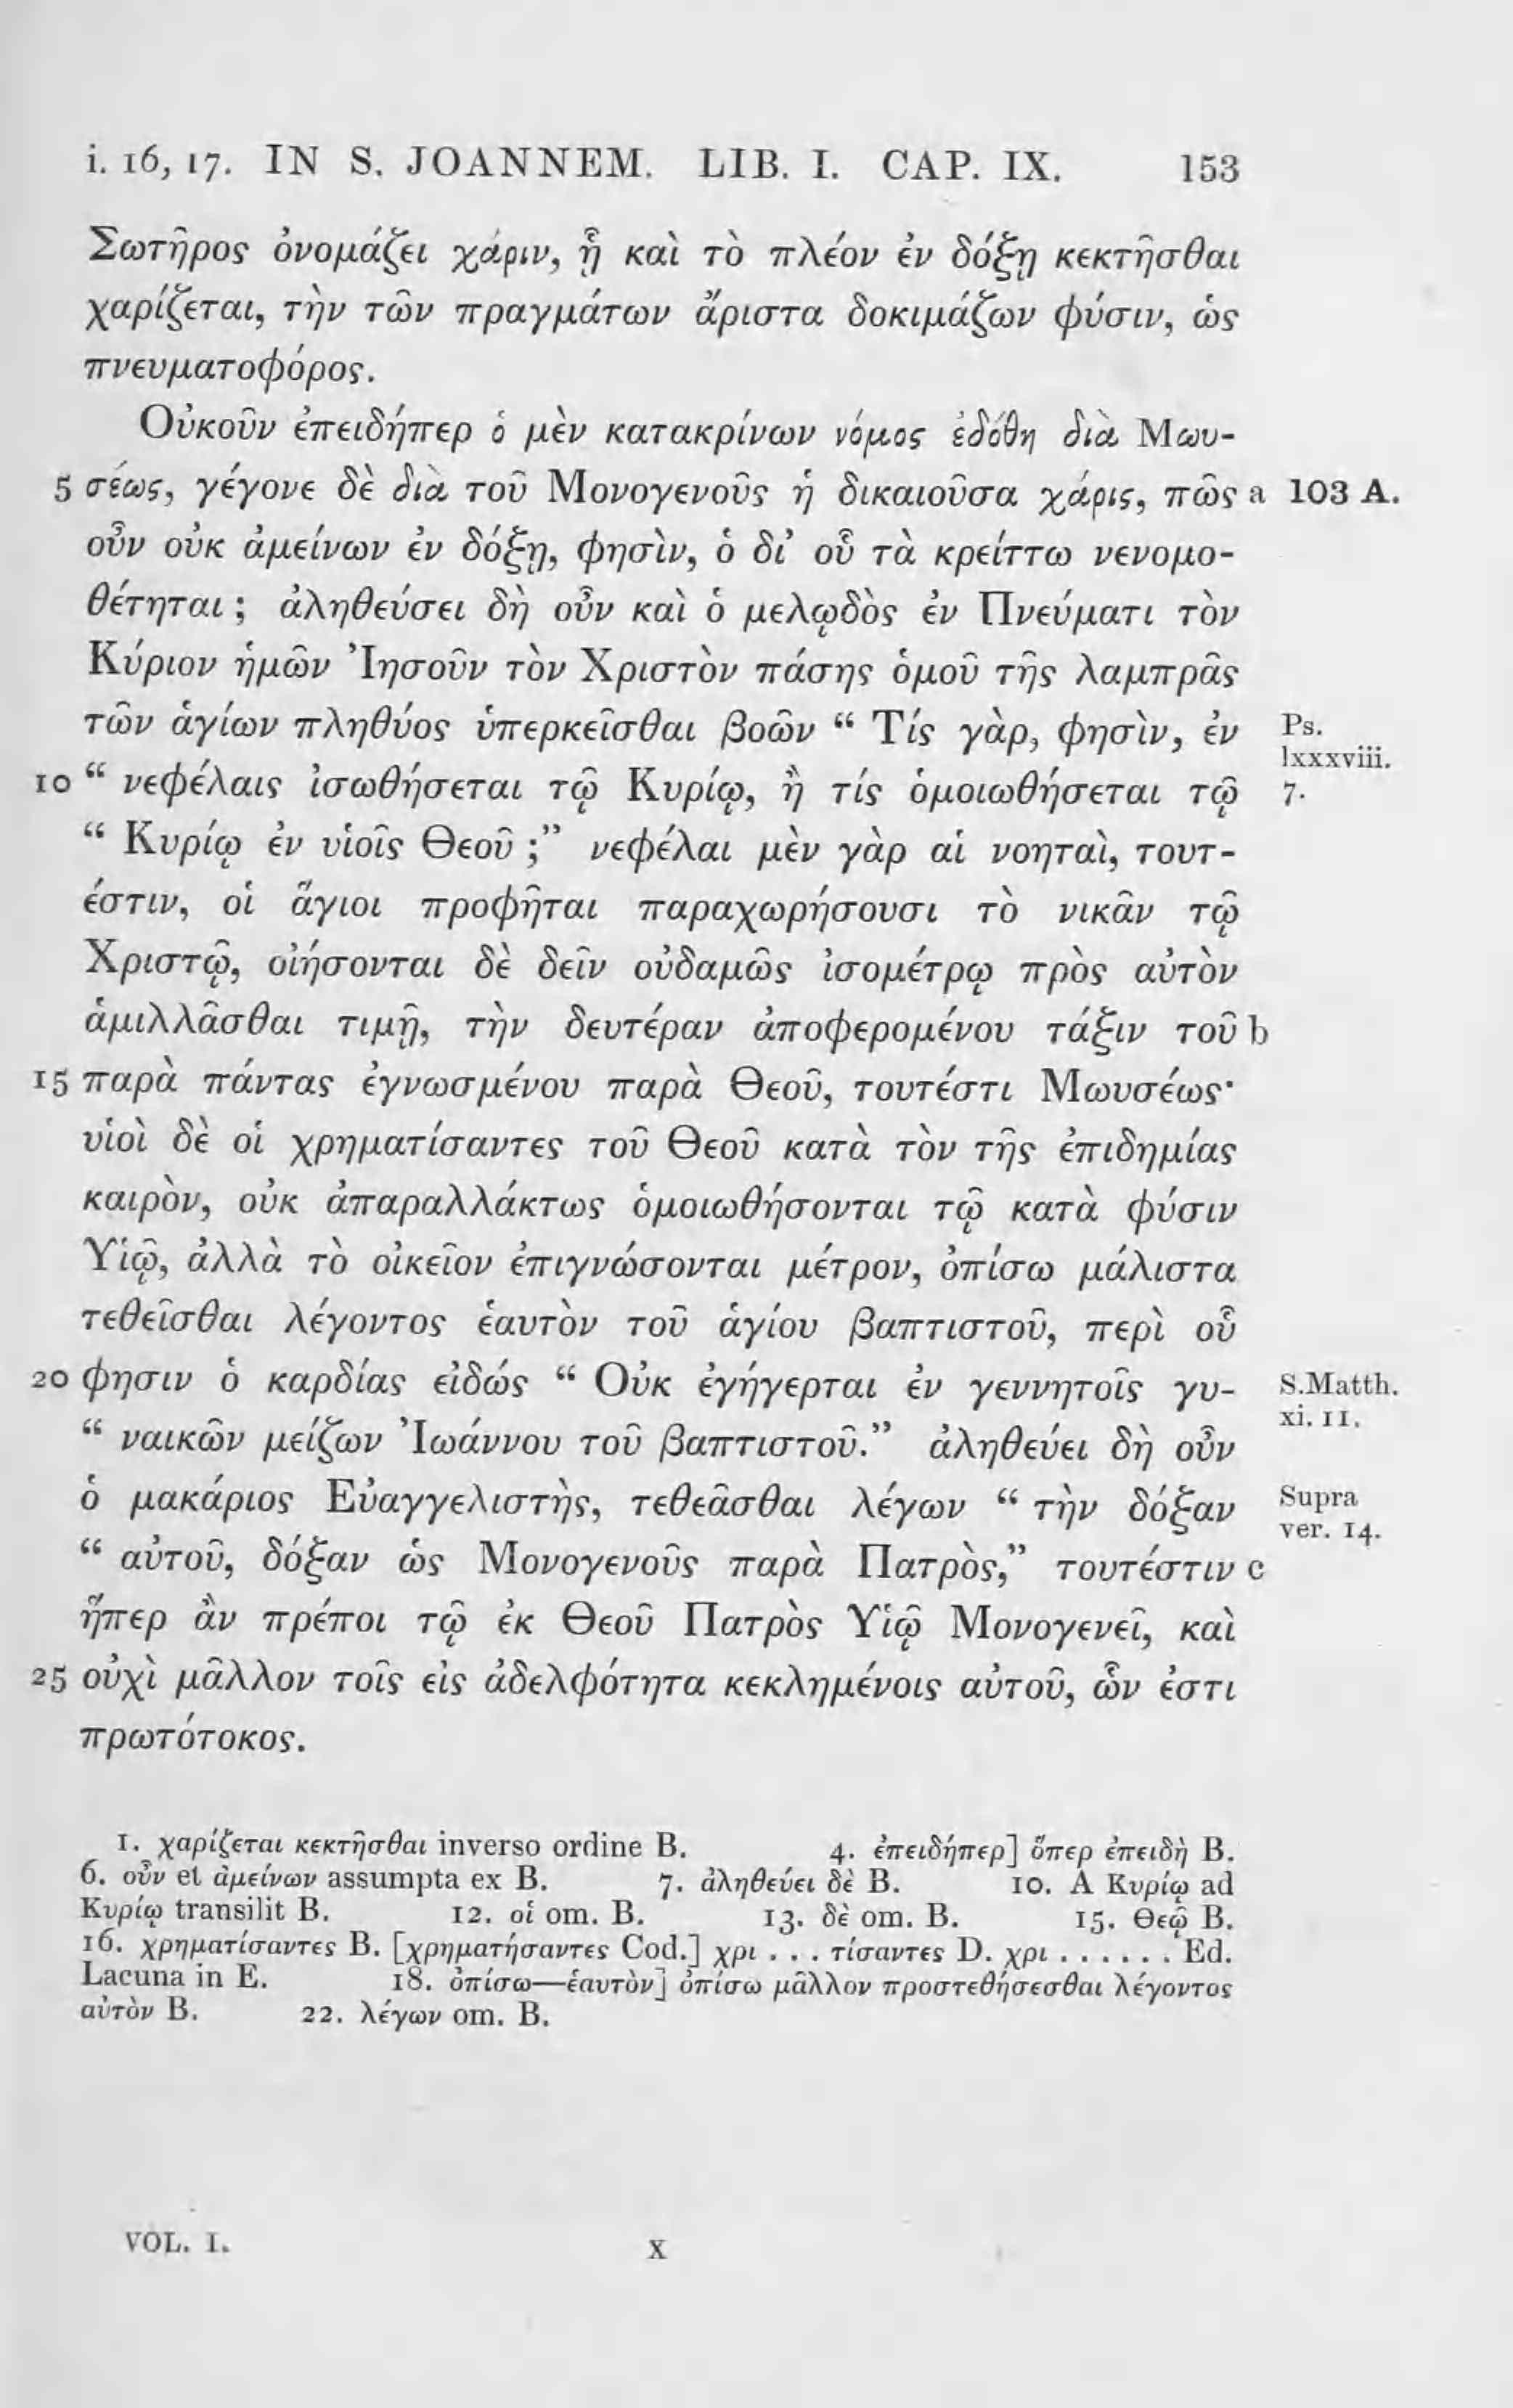 i. 16, 17. IN S. JOANNEM. LIB. I. CAP. IX. 153
Σωτῆρος ὀνομάζει χάριν, ᾗ καὶ τὸ πλέον ἐν δόξῃ κεκτῆσθαι
χαρίζεται, τὴν τῶν πραγμάτων ἄριστα δοκιμάζων φύσιν, ὡς
πνευματοφόρος.
Οὐκοῦν ἐπειδήπερ ὁ μὲν κατακρίνων νόμος ἐδόθη διὰ Μωυ-
5 σέως, γέγονε δὲ διὰ τοῦ Μονογενοῦς ἡ δικαιοῦσα χάρις, πῶς a 103 A.
οὖν οὐκ ἀμείνων ἐν δόξῃ, φησὶν, ὁ δι’ οὗ τὰ κρείττω νενομο-
θέτηται ; ἀληθεύσει δὴ οὖν καὶ ὁ μελῳδὸς ἐν Πνεύματι τὸν
Κύριον ἡμῶν Ἰησοῦν τὸν Χριστὸν πάσης ὁμοῦ τῆς λαμπρᾶς
τῶν ἁγίων πληθύος ὑπερκεῖσθαι βοῶν “ Τίς γὰρ, φησὶν, ἐν Ps.
lxxxviii.
10 “ νεφέλαις ἰσωθήσεται τῷ Κυρίῳ, ἢ τίς ὁμοιωθήσεται τῷ 7.
“ Κυρίῳ ἐν υἱοῖς Θεοῦ ;” νεφέλαι μὲν γὰρ αἱ νοηταὶ, τουτ-
έστιν, οἱ ἅγιοι προφῆται παραχωρήσουσι τὸ νικᾶν τῷ
Χριστῷ, οἰήσονται δὲ δεῖν οὐδαμῶς ἰσομέτρῳ πρὸς αὐτὸν
ἁμιλλᾶσθαι τιμῇ, τὴν δευτέραν ἀποφερομένου τάξιν τοῦ b
15 παρὰ πάντας ἐγνωσμένου παρὰ Θεοῦ, τουτέστι Μωυσέως·
υἱοὶ δὲ οἱ χρηματίσαντες τοῦ Θεοῦ κατὰ τὸν τῆς ἐπιδημίας
καιρὸν, οὐκ ἀπαραλλάκτως ὁμοιωθήσονται τῷ κατὰ φύσιν
Υἱῷ, ἀλλὰ τὸ οἰκεῖον ἐπιγνώσονται μέτρον, ὀπίσω μάλιστα
τεθεῖσθαι λέγοντος ἑαυτὸν τοῦ ἁγίου βαπτιστοῦ, περὶ οὗ
20 φησιν ὁ καρδίας εἰδώς “ Οὐκ ἐγήγερται ἐν γεννητοῖς γυ- S.Matth.
xi. 11.
“ ναικῶν μείζων Ἰωάννου τοῦ βαπτιστοῦ.” ἀληθεύει δὴ οὖν
ὁ μακάριος Εὐαγγελιστὴς, τεθεᾶσθαι λέγων “ τὴν δόξαν Supra
ver. 14.
“ αὐτοῦ, δόξαν ὡς Μονογενοῦς παρὰ Πατρὸς,” τουτέστιν c
ἥπερ ἂν πρέποι τῷ ἐκ Θεοῦ Πατρὸς Υἱῷ Μονογενεῖ, καὶ
25 οὐχὶ μᾶλλον τοῖς εἰς ἀδελφότητα κεκλημένοις αὐτοῦ, ὧν ἐστι
πρωτότοκος.
1. χαρίζεται κεκτῆσθαι inverso ordine B. 4. ἐπειδήπερ] ὅπερ ἐπειδὴ B.
6. οὖν et ἀμείνων assumpta ex B. 7. ἀληθεύει δὲ B. 10. A Κυρίῳ ad
Κυρίῳ transilit B. 12. οἱ om. B. 13. δὲ om. B. 15. Θεῷ B.
16. χρηματίσαντες B. [χρηματήσαντες Cod.] χρι . . . τίσαντες D. χρι . . . . . . Ed.
Lacuna in E. 18. ὀπίσω—ἑαυτὸν] ὀπίσω μᾶλλον προστεθήσεσθαι λέγοντος
αὐτὸν B. 22. λέγων om. B.
VOL. I. X